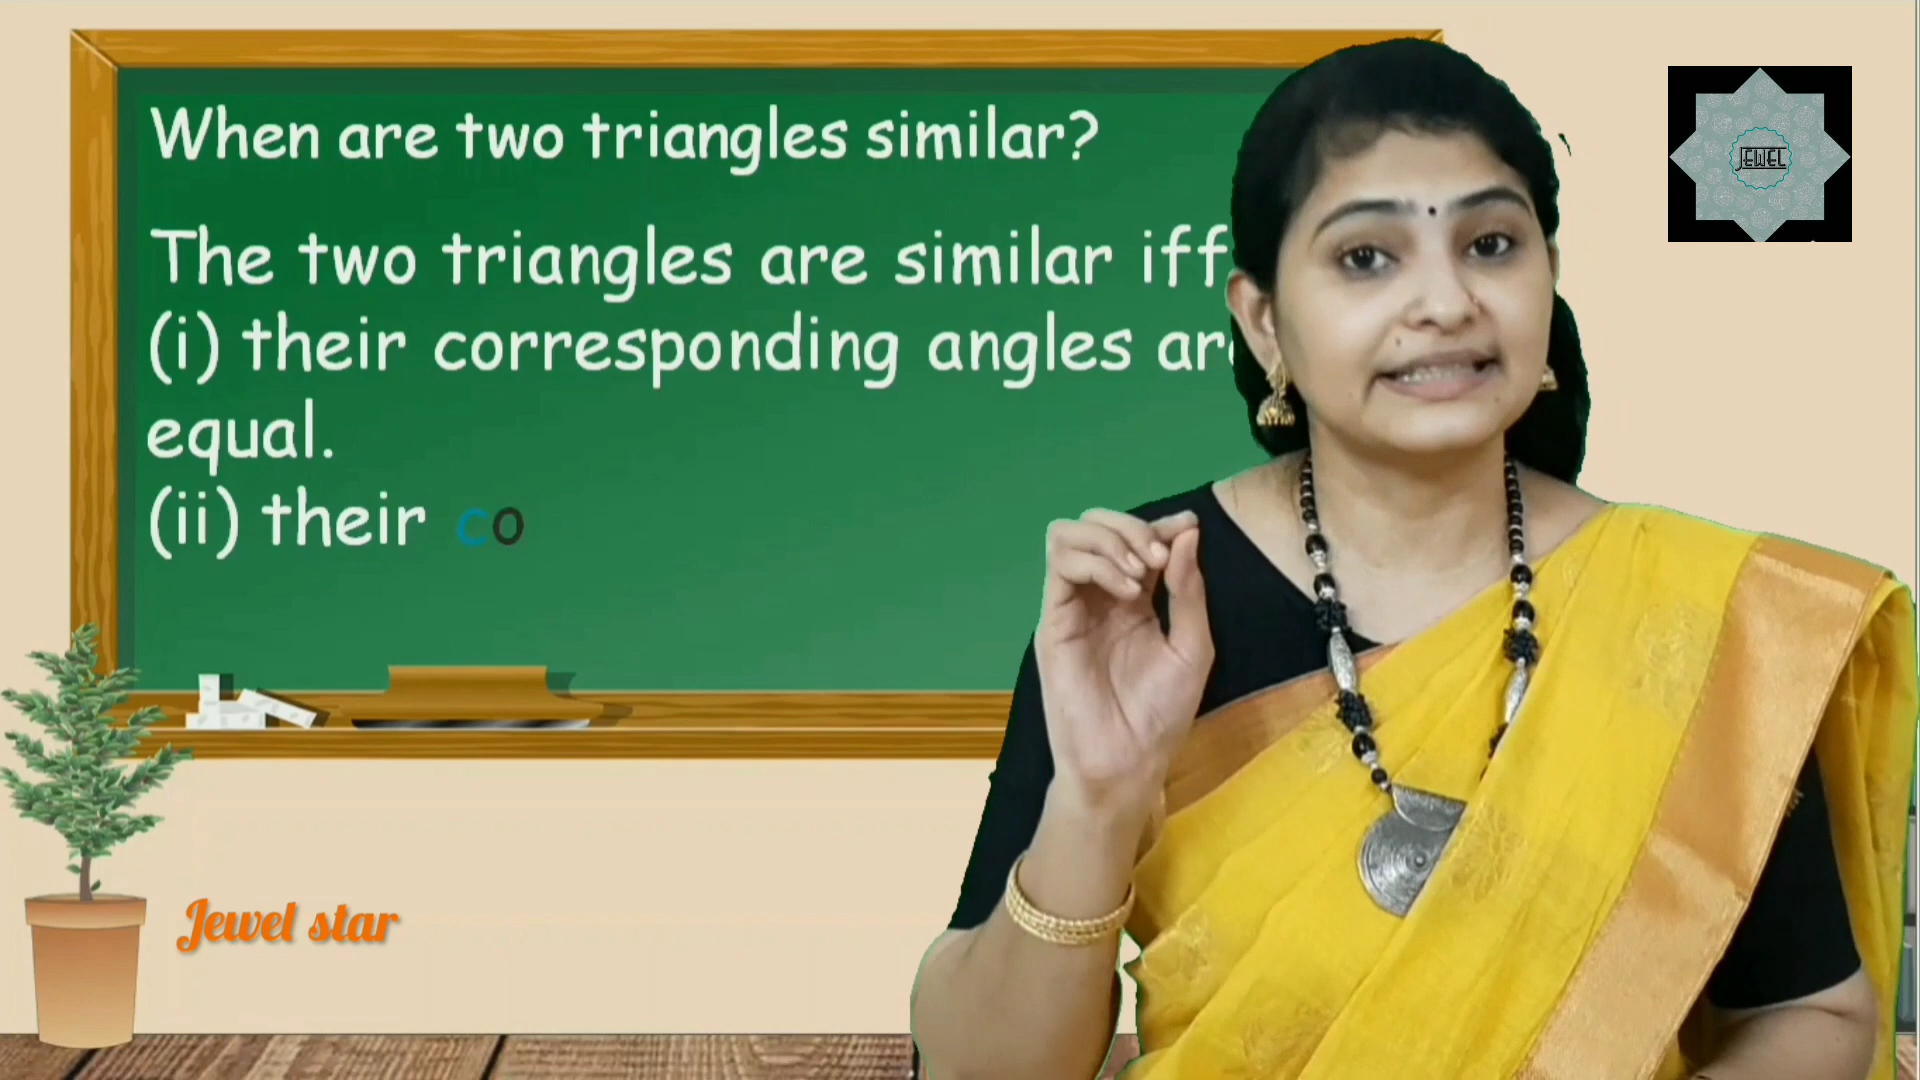 When are two triangles similar?
The two triangles are similar iff
(i) their corresponding angles are
equal.
(ii) their co
JEWEL
Jewel star